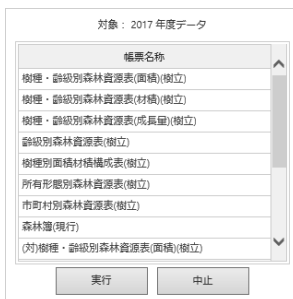 対象： 2017 年度データ
帳票名称
樹種・齢級別森林資源表(面積)(樹立)
樹種・齢級別森林資源表(材積)(樹立)
樹種・齢級別森林資源表(成長量)(樹立)
齢級別森林資源表(樹立)
樹種別面積材積構成表(樹立)
所有形態別森林資源表(樹立)
市町村別森林資源表(樹立)
森林簿(現行)
(対)樹種・齢級別森林資源表(面積)(樹立)
実行 中止